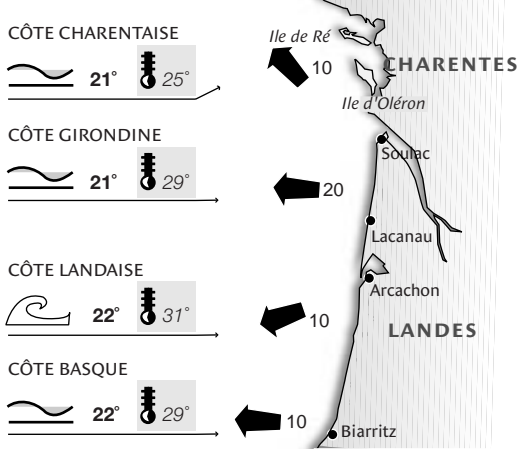 CÔTE CHARENTAISE
21° 25°
CÔTE GIRONDINE
21° 29°
CÔTE LANDAISE
22° 31°
CÔTE BASQUE
22° 29°
Ile de Ré
10
CHARENTES
Ile d'Oléron
Soulac
20
Lacanau
Arcachon
10
LANDES
10
Biarritz